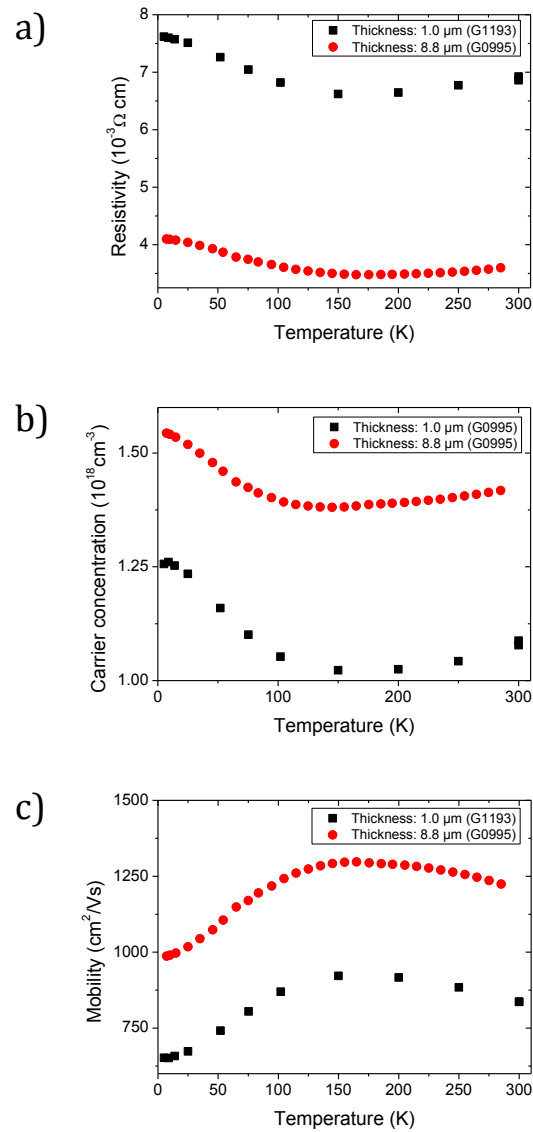 a)
8
7
6
5
4
Resistivity (10⁻³Ω cm)
Thickness: 1.0 µm (G1193)
Thickness: 8.8 µm (G0995)
0 50 100 150 200 250 300
Temperature (K)
b)
1.50
1.25
1.00
Carrier concentration (10¹⁸cm⁻³)
Thickness: 1.0 µm (G0995)
Thickness: 8.8 µm (G0995)
0 50 100 150 200 250 300
Temperature (K)
c)
1500
1250
1000
750
Mobility (cm²/Vs)
Thickness: 1.0 µm (G1193)
Thickness: 8.8 µm (G0995)
0 50 100 150 200 250 300
Temperature (K)